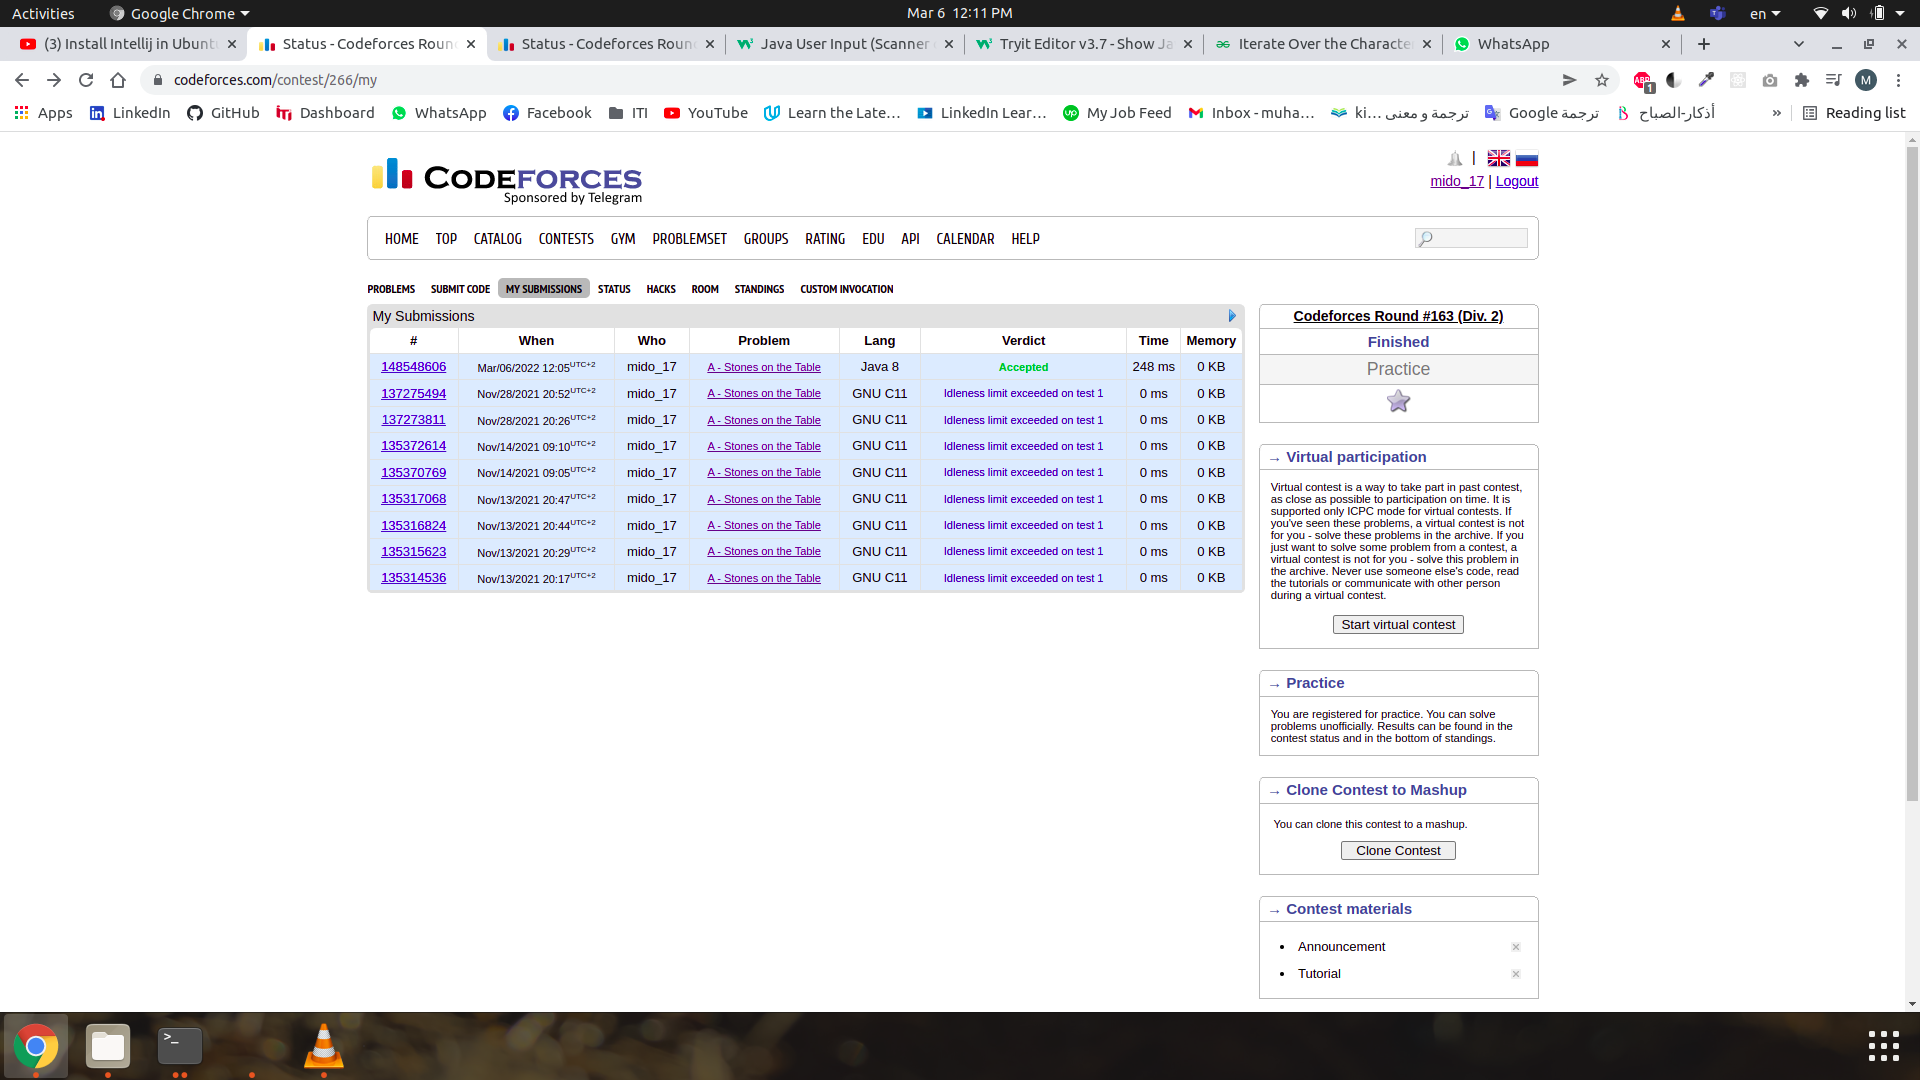 Activities Google Chrome Mar 6 12:11 PM en
(3) Install Intellij in Ubunt Status - Codeforces Roun Status - Codeforces Roun Java User Input (Scanner Tryit Editor v3.7 - Show Ja Iterate Over the Characte WhatsApp
codeforces.com/contest/266/my ABP 1 M
Apps LinkedIn GitHub Dashboard WhatsApp Facebook ITI YouTube Learn the Late... LinkedIn Lear... My Job Feed Inbox - muha... ترجمة و معنى ...ki ترجمة Google أذكار-الصباح » Reading list
CODEFORCES
Sponsored by Telegram
|
mido_17 | Logout
HOME TOP CATALOG CONTESTS GYM PROBLEMSET GROUPS RATING EDU API CALENDAR HELP
PROBLEMS SUBMIT CODE MY SUBMISSIONS STATUS HACKS ROOM STANDINGS CUSTOM INVOCATION
My Submissions
# When Who Problem Lang Verdict Time Memory
148548606 Mar/06/2022 12:05UTC+2 mido_17 A - Stones on the Table Java 8 Accepted 248 ms 0 KB
137275494 Nov/28/2021 20:52UTC+2 mido_17 A - Stones on the Table GNU C11 Idleness limit exceeded on test 1 0 ms 0 KB
137273811 Nov/28/2021 20:26UTC+2 mido_17 A - Stones on the Table GNU C11 Idleness limit exceeded on test 1 0 ms 0 KB
135372614 Nov/14/2021 09:10UTC+2 mido_17 A - Stones on the Table GNU C11 Idleness limit exceeded on test 1 0 ms 0 KB
135370769 Nov/14/2021 09:05UTC+2 mido_17 A - Stones on the Table GNU C11 Idleness limit exceeded on test 1 0 ms 0 KB
135317068 Nov/13/2021 20:47UTC+2 mido_17 A - Stones on the Table GNU C11 Idleness limit exceeded on test 1 0 ms 0 KB
135316824 Nov/13/2021 20:44UTC+2 mido_17 A - Stones on the Table GNU C11 Idleness limit exceeded on test 1 0 ms 0 KB
135315623 Nov/13/2021 20:29UTC+2 mido_17 A - Stones on the Table GNU C11 Idleness limit exceeded on test 1 0 ms 0 KB
135314536 Nov/13/2021 20:17UTC+2 mido_17 A - Stones on the Table GNU C11 Idleness limit exceeded on test 1 0 ms 0 KB
Codeforces Round #163 (Div. 2)
Finished
Practice
→ Virtual participation
Virtual contest is a way to take part in past contest,
as close as possible to participation on time. It is
supported only ICPC mode for virtual contests. If
you've seen these problems, a virtual contest is not
for you - solve these problems in the archive. If you
just want to solve some problem from a contest, a
virtual contest is not for you - solve this problem in
the archive. Never use someone else's code, read
the tutorials or communicate with other person
during a virtual contest.
Start virtual contest
→ Practice
You are registered for practice. You can solve
problems unofficially. Results can be found in the
contest status and in the bottom of standings.
→ Clone Contest to Mashup
You can clone this contest to a mashup.
Clone Contest
→ Contest materials
• Announcement
• Tutorial